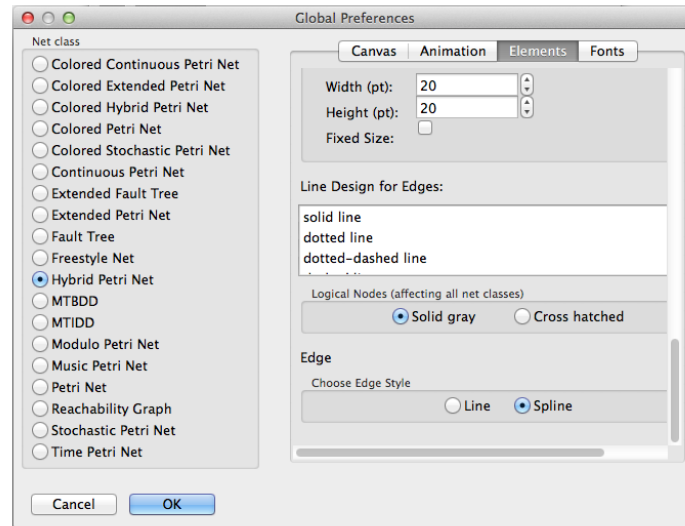 Global Preferences
Net class
Colored Continuous Petri Net
Colored Extended Petri Net
Colored Hybrid Petri Net
Colored Petri Net
Colored Stochastic Petri Net
Continuous Petri Net
Extended Fault Tree
Extended Petri Net
Fault Tree
Freestyle Net
Hybrid Petri Net
MTBDD
MTIDD
Modulo Petri Net
Music Petri Net
Petri Net
Reachability Graph
Stochastic Petri Net
Time Petri Net
Canvas Animation Elements Fonts
Width (pt): 20
Height (pt): 20
Fixed Size:
Line Design for Edges:
solid line
dotted line
dotted-dashed line
Logical Nodes (affecting all net classes)
Solid gray Cross hatched
Edge
Choose Edge Style
Line Spline
Cancel OK